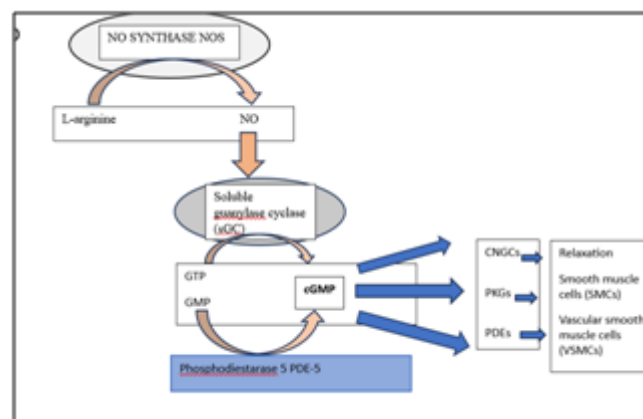 NO SYNTHASE NOS
L-arginine NO
Soluble
guanylase cyclase
(sGC)
GTP
GMP
cGMP
Phosphodiestarase 5 PDE-5
CNGCs
PKGs
PDEs
Relaxation
Smooth muscle
cells (SMCs)
Vascular smooth
muscle cells
(VSMCs)